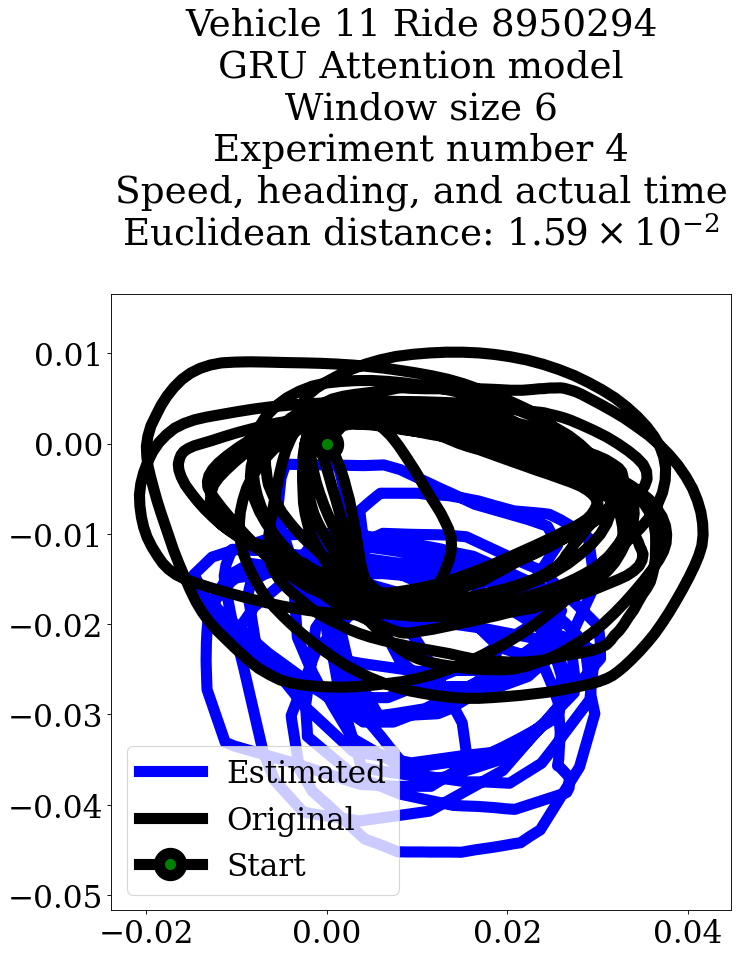 Vehicle 11 Ride 8950294
GRU Attention model
Window size 6
Experiment number 4
Speed, heading, and actual time
Euclidean distance: 1.59 × 10⁻²
0.01
0.00
−0.01
−0.02
−0.03
−0.04
−0.05
Estimated
Original
Start
−0.02 0.00 0.02 0.04